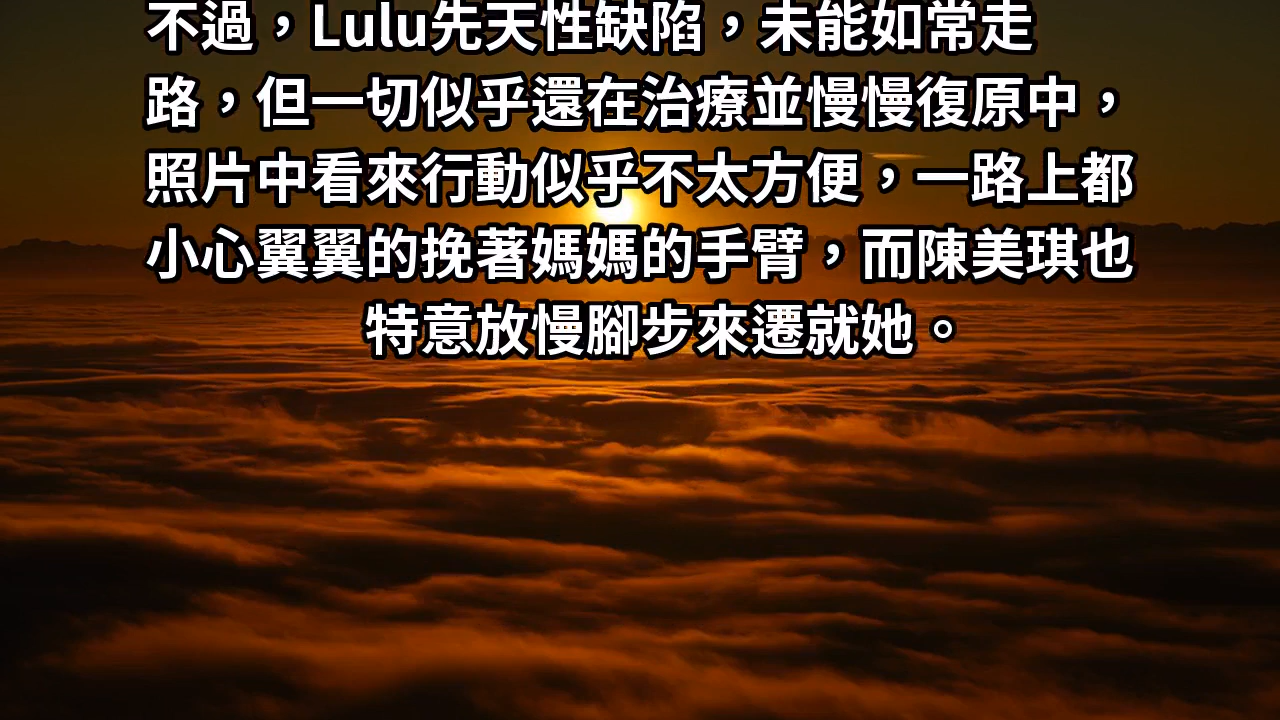 不過，Lulu先天性缺陷，未能如常走
路，但一切似乎還在治療並慢慢復原中，
照片中看來行動似乎不太方便，一路上都
小心翼翼的挽著媽媽的手臂，而陳美琪也
特意放慢腳步來遷就她。